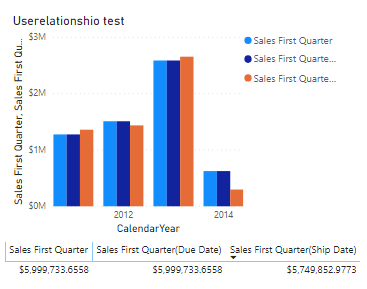 Userelationshio test
$3M
$2M
$1M
$0M
Sales First Quarter, Sales First Qu...
2012
2014
CalendarYear
Sales First Quarter
Sales First Quarte...
Sales First Quarte...
Sales First Quarter Sales First Quarter(Due Date) Sales First Quarter(Ship Date)
$5,999,733.6558 $5,999,733.6558 $5,749,852.9773